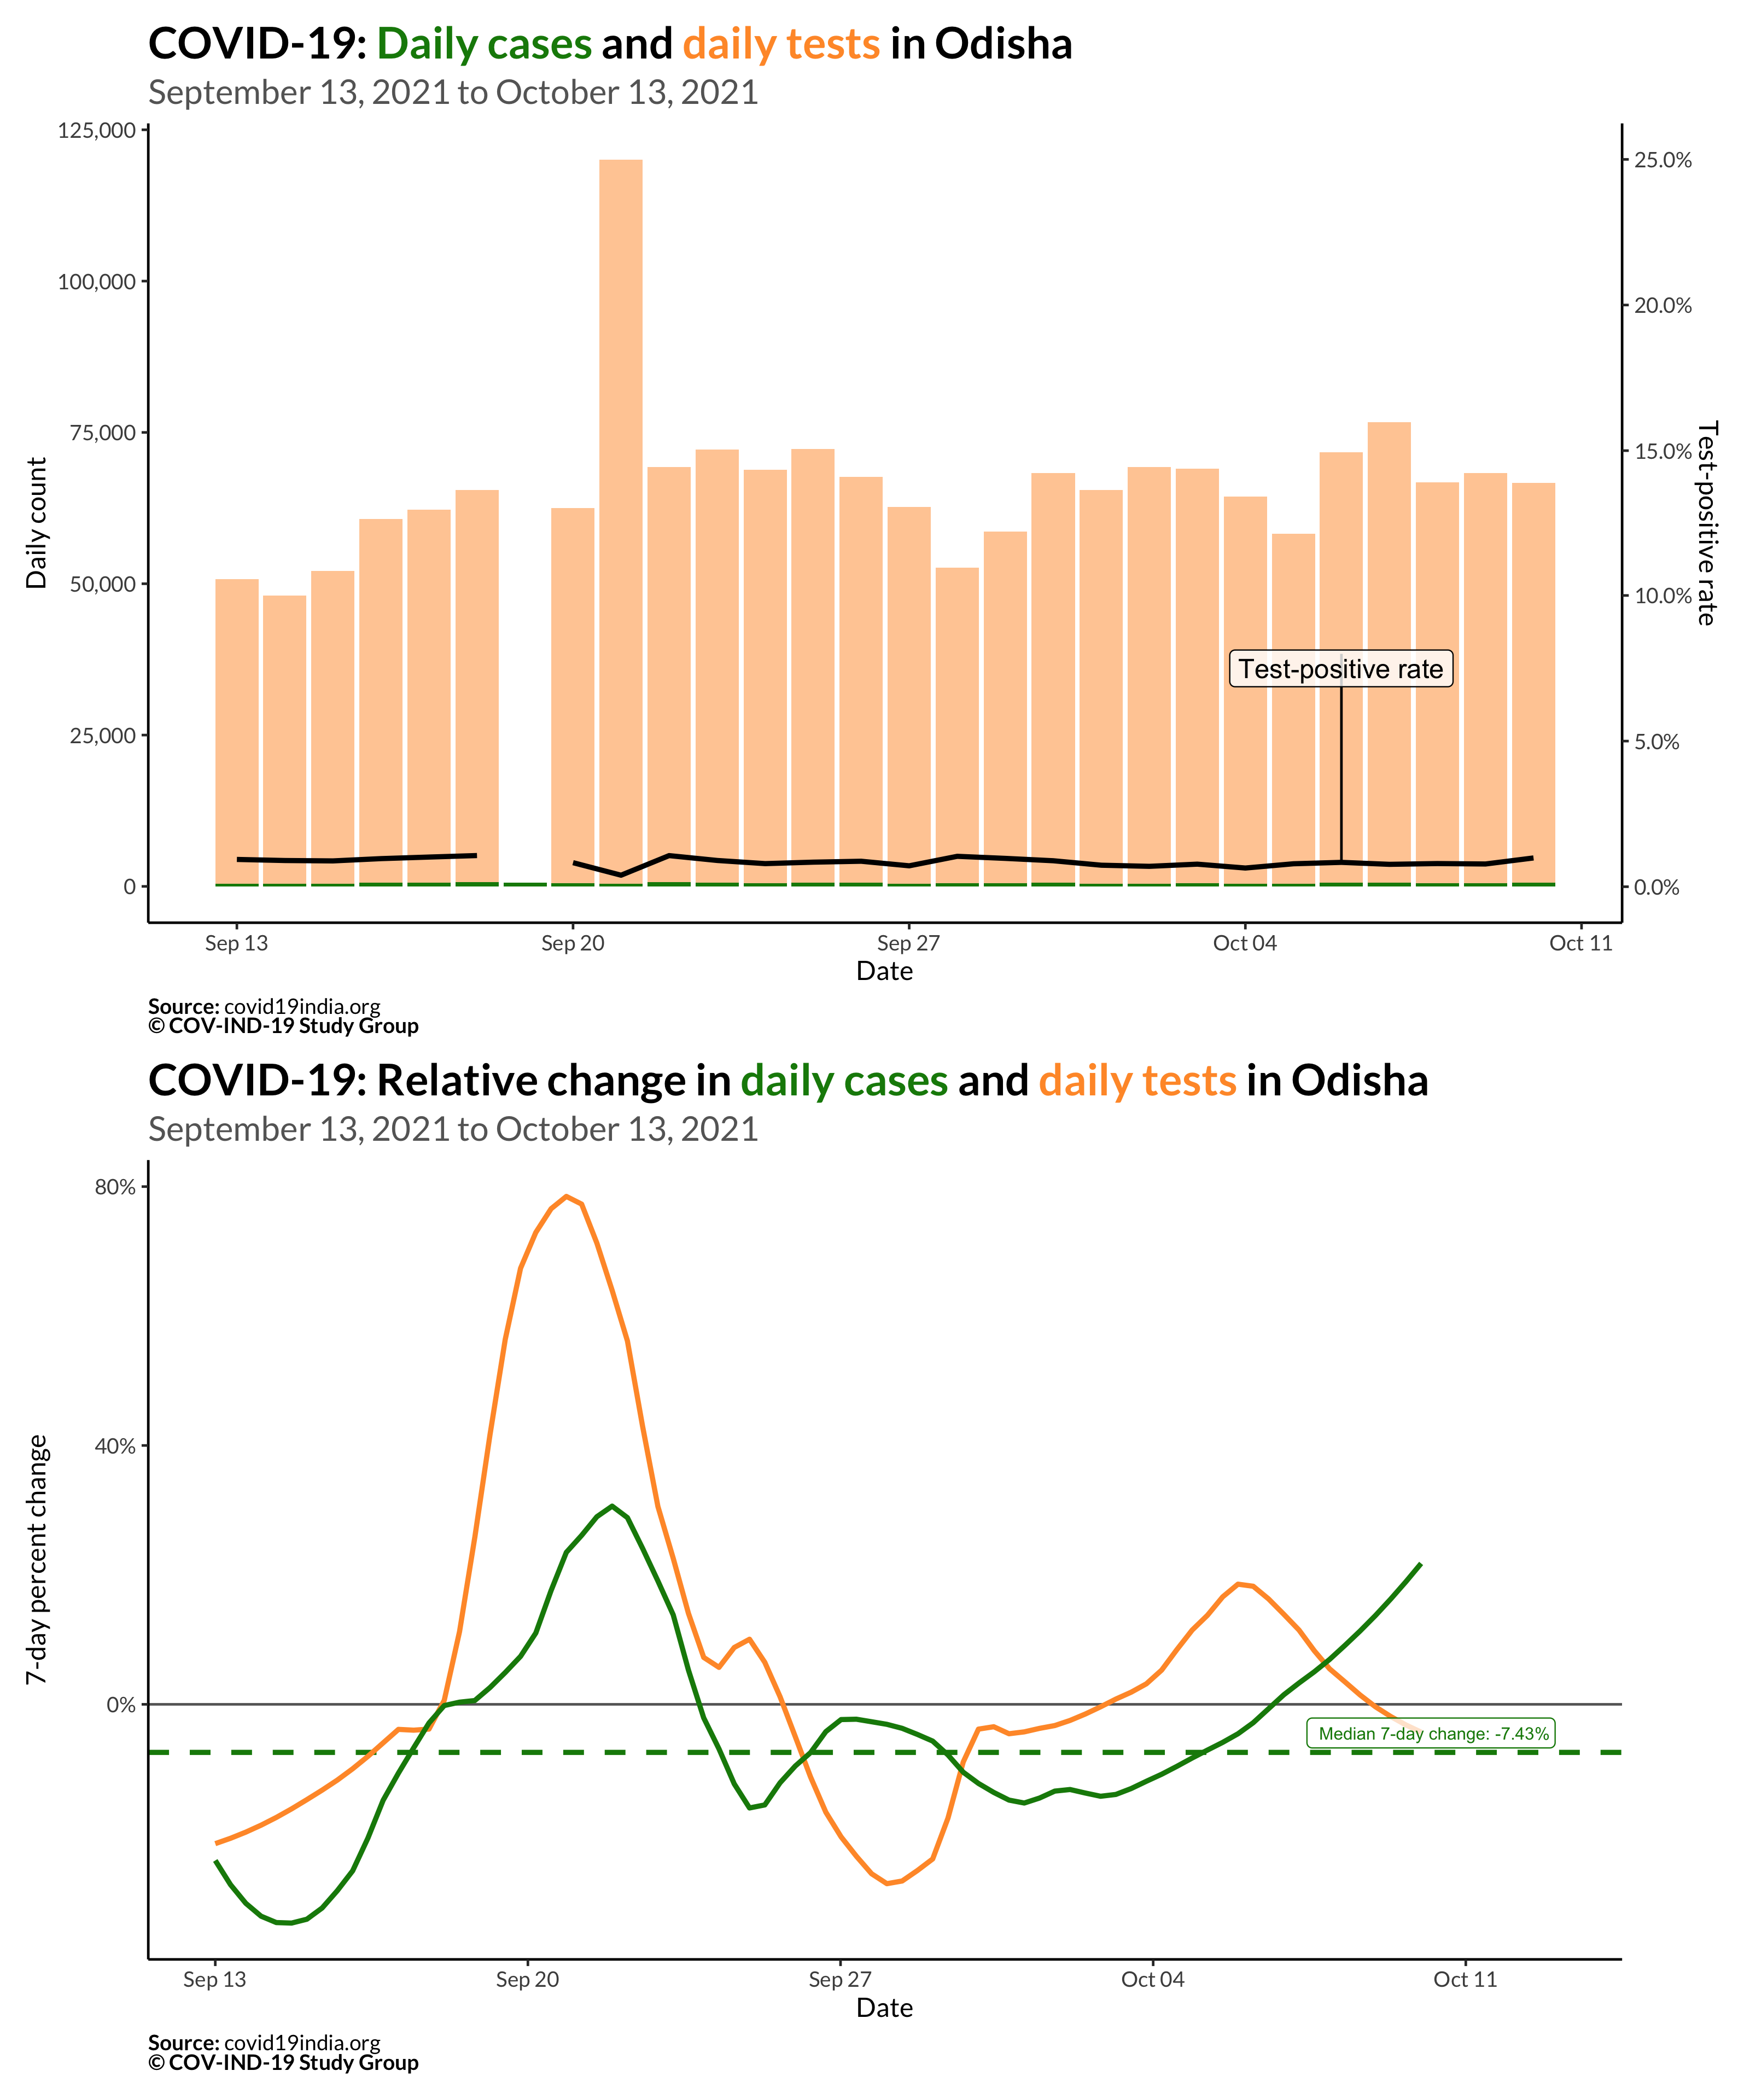 COVID-19: Daily cases and daily tests in Odisha
September 13, 2021 to October 13, 2021
125,000
100,000
75,000
50,000
25,000
0
Daily count
25.0%
20.0%
15.0%
10.0%
5.0%
0.0%
Test-positive rate
Test-positive rate
Sep 13
Sep 20
Sep 27
Oct 04
Oct 11
Date
Source: covid19india.org
© COV-IND-19 Study Group
COVID-19: Relative change in daily cases and daily tests in Odisha
September 13, 2021 to October 13, 2021
80%
40%
0%
7-day percent change
Median 7-day change: -7.43%
Sep 13
Sep 20
Sep 27
Oct 04
Oct 11
Date
Source: covid19india.org
© COV-IND-19 Study Group